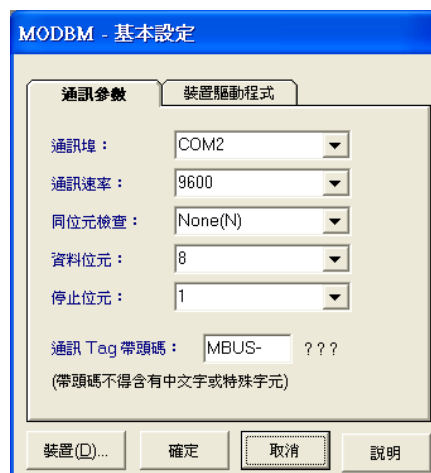 MODBM - 基本設定
通訊參數 裝置驅動程式
通訊埠： COM2
通訊速率： 9600
同位元檢查： None(N)
資料位元： 8
停止位元： 1
通訊 Tag 帶頭碼： MBUS- ???
(帶頭碼不得含有中文字或特殊字元)
裝置(D)... 確定 取消 說明